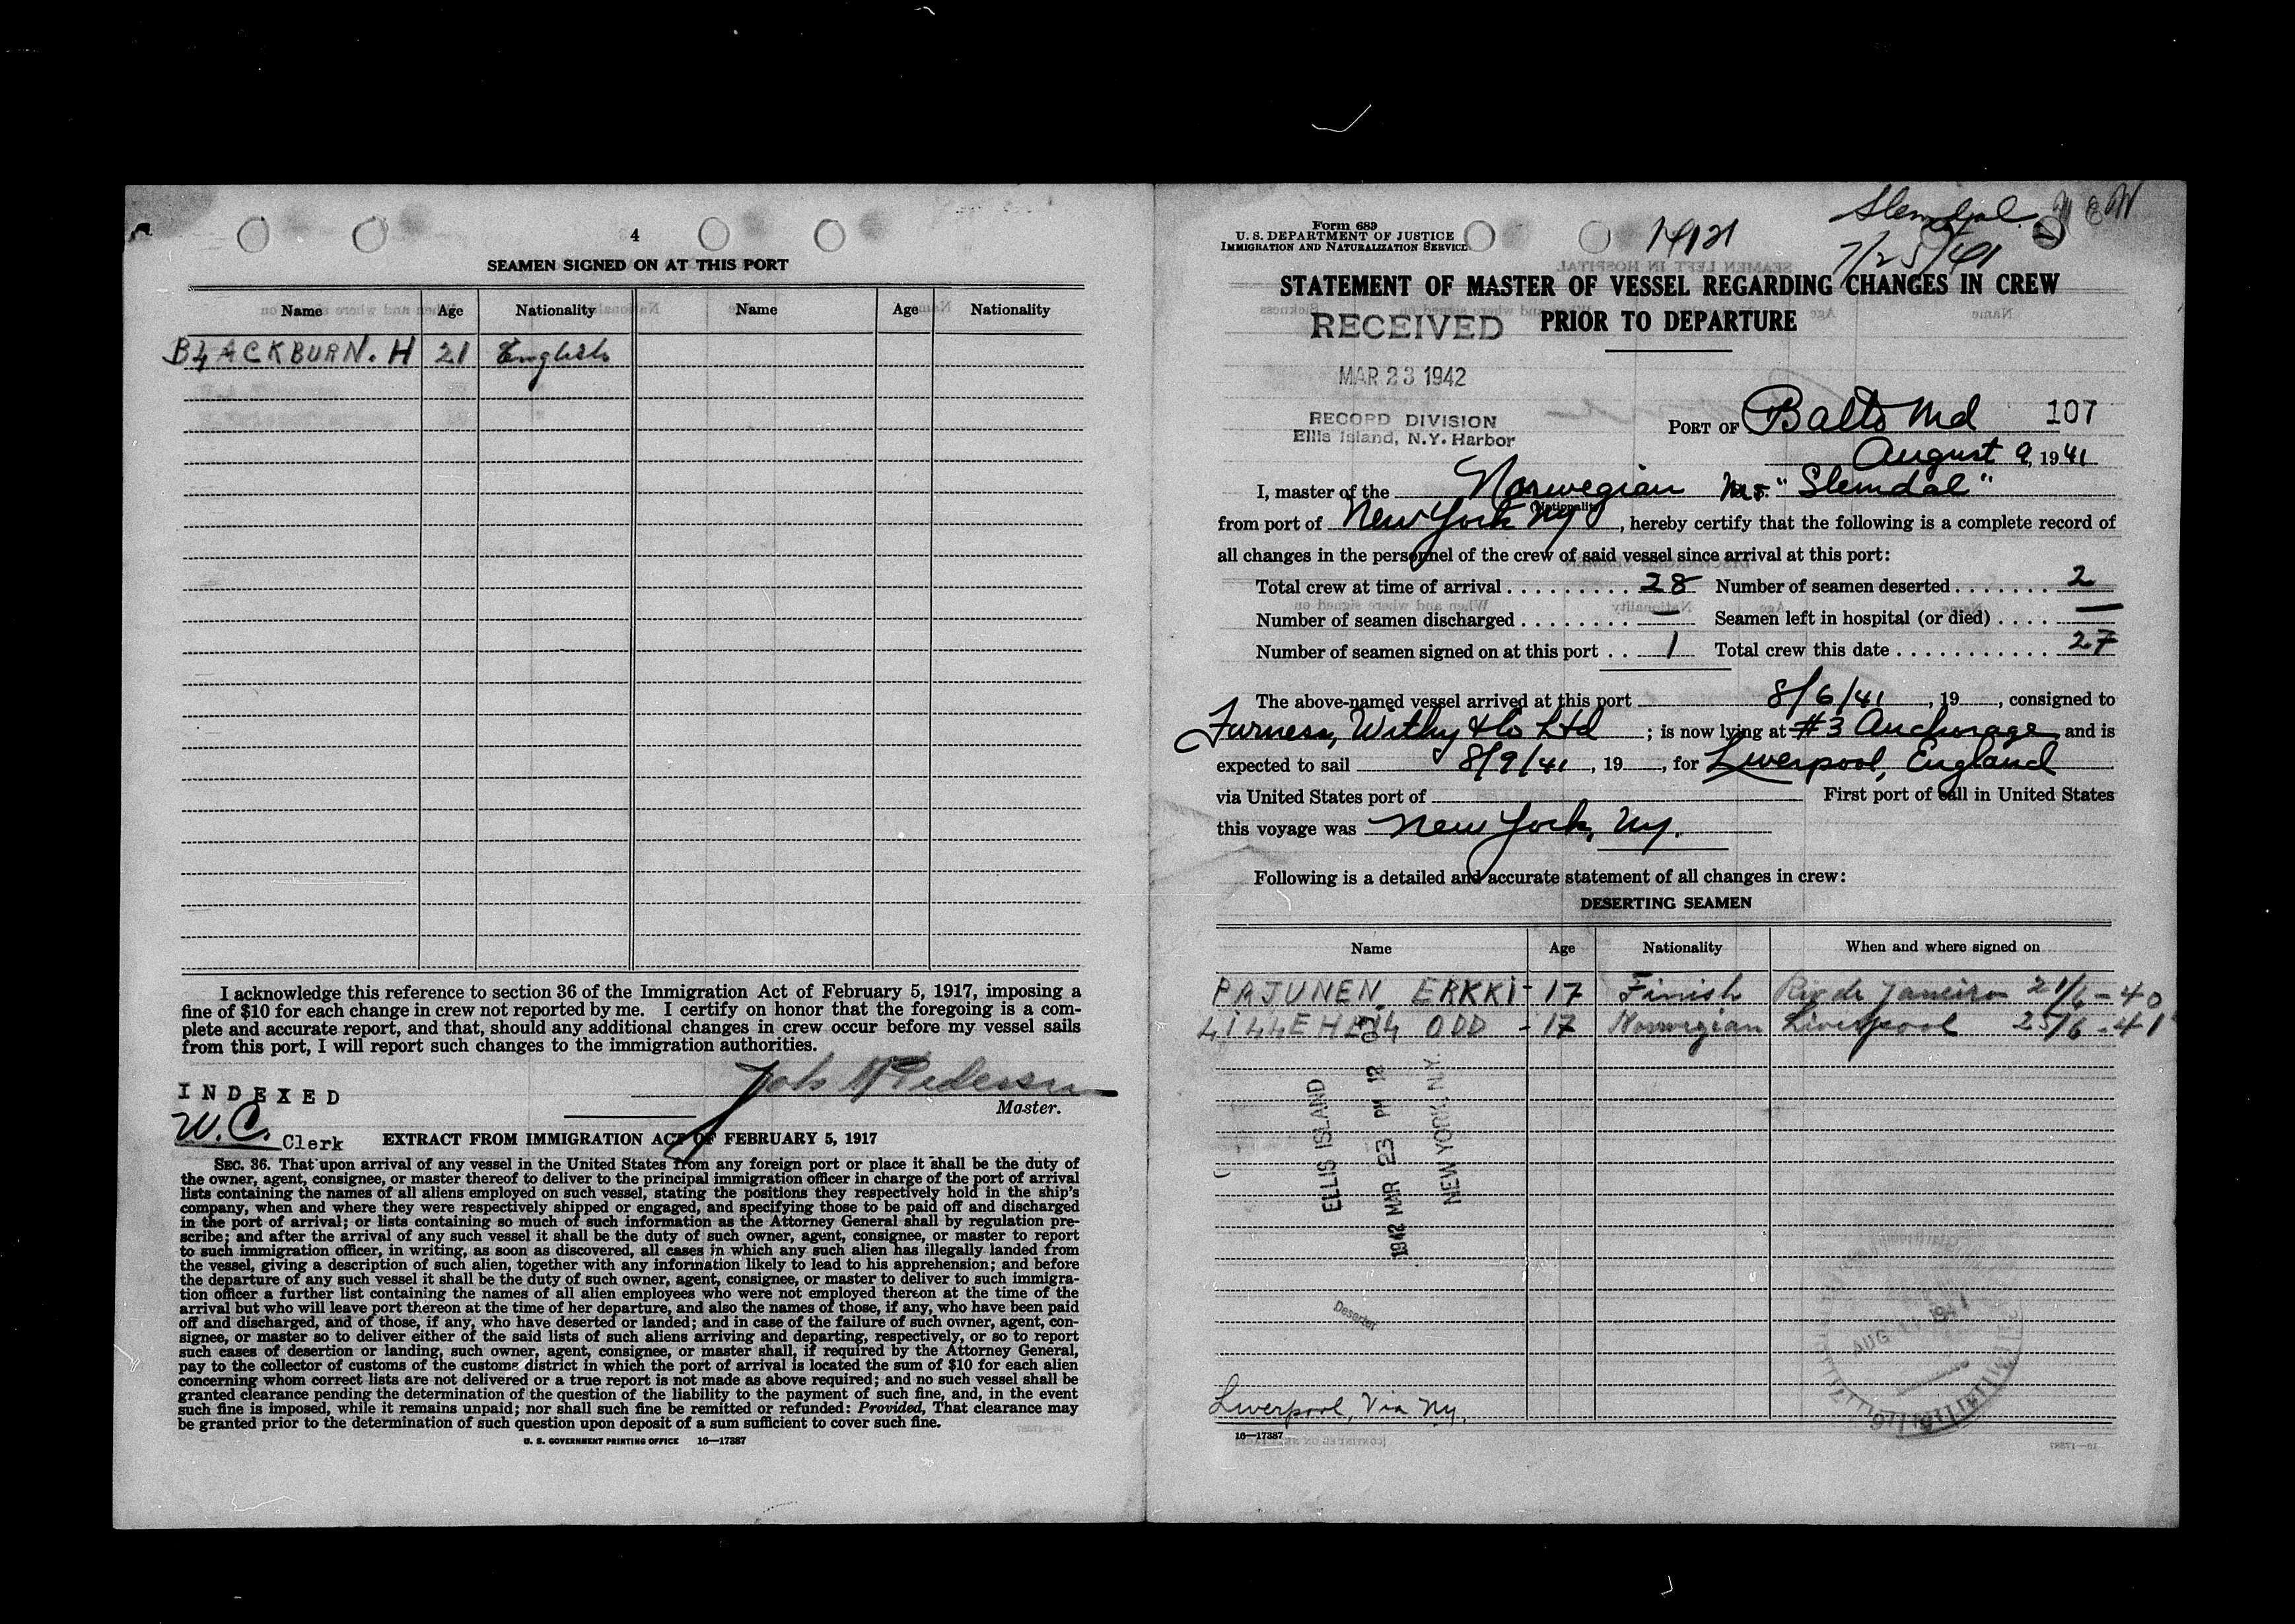 4
SEAMEN SIGNED ON AT THIS PORT
Name Age Nationality Name Age Nationality
BLACKBURN. H 21 English
I acknowledge this reference to section 36 of the Immigration Act of February 5, 1917, imposing a
fine of $10 for each change in crew not reported by me. I certify on honor that the foregoing is a com-
plete and accurate report, and that, should any additional changes in crew occur before my vessel sails
from this port, I will report such changes to the immigration authorities.
INDEXED
W.C. Clerk
Pedersen
Master.
EXTRACT FROM IMMIGRATION ACT OF FEBRUARY 5, 1917
SEC. 36. That upon arrival of any vessel in the United States from any foreign port or place it shall be the duty of
the owner, agent, consignee, or master thereof to deliver to the principal immigration officer in charge of the port of arrival
lists containing the names of all aliens employed on such vessel, stating the positions they respectively hold in the ship's
company, when and where they were respectively shipped or engaged, and specifying those to be paid off and discharged
in the port of arrival; or lists containing so much of such information as the Attorney General shall by regulation pre-
scribe; and after the arrival of any such vessel it shall be the duty of such owner, agent, consignee, or master to report
to such immigration officer, in writing, as soon as discovered, all cases in which any such alien has illegally landed from
the vessel, giving a description of such alien, together with any information likely to lead to his apprehension; and before
the departure of any such vessel it shall be the duty of such owner, agent, consignee, or master to deliver to such immigra-
tion officer a further list containing the names of all alien employees who were not employed thereon at the time of the
arrival but who will leave port thereon at the time of her departure, and also the names of those, if any, who have been paid
off and discharged, and of those, if any, who have deserted or landed; and in case of the failure of such owner, agent, con-
signee, or master so to deliver either of the said lists of such aliens arriving and departing, respectively, or so to report
such cases of desertion or landing, such owner, agent, consignee, or master shall, if required by the Attorney General,
pay to the collector of customs of the customs district in which the port of arrival is located the sum of $10 for each alien
concerning whom correct lists are not delivered or a true report is not made as above required; and no such vessel shall be
granted clearance pending the determination of the question of the liability to the payment of such fine, and, in the event
such fine is imposed, while it remains unpaid; nor shall such fine be remitted or refunded: Provided, That clearance may
be granted prior to the determination of such question upon deposit of a sum sufficient to cover such fine.
U. S. GOVERNMENT PRINTING OFFICE 16—17387
Form 689
U. S. DEPARTMENT OF JUSTICE
IMMIGRATION AND NATURALIZATION SERVICE
Slemdal
7/25/41
STATEMENT OF MASTER OF VESSEL REGARDING CHANGES IN CREW
PRIOR TO DEPARTURE
RECEIVED
MAR 23 1942
RECORD DIVISION
Ellis Island, N.Y. Harbor
PORT OF Balto Md 107
August 9, 1941
I, master of the Norwegian M.S. "Slemdal"
(Nationality)
from port of New York NY, hereby certify that the following is a complete record of
all changes in the personnel of the crew of said vessel since arrival at this port:
Total crew at time of arrival . . . . . . . . . 28 Number of seamen deserted . . . . . . . 2
Number of seamen discharged . . . . . . . . — Seamen left in hospital (or died) . . . . —
Number of seamen signed on at this port . . 1 Total crew this date . . . . . . . . . . . 27
The above-named vessel arrived at this port 8/6/41, 19 , consigned to
Furness, Withy & Co Ltd ; is now lying at #3 Anchorage and is
expected to sail 8/9/41, 19 , for Liverpool, England
via United States port of First port of call in United States
this voyage was New York, Ny.
Following is a detailed and accurate statement of all changes in crew:
DESERTING SEAMEN
Name Age Nationality When and where signed on
PAJUNEN, ERKKI - 17 Finish Rio de Janeiro 21/6-40
LILLEHEIL ODD - 17 Norwegian Liverpool 25/6-41
ELLIS ISLAND
1942 MAR 23 PM 12
NEW YORK N.Y.
Deserter
AUG 11 1941
Liverpool, Via Ny.
16—17387